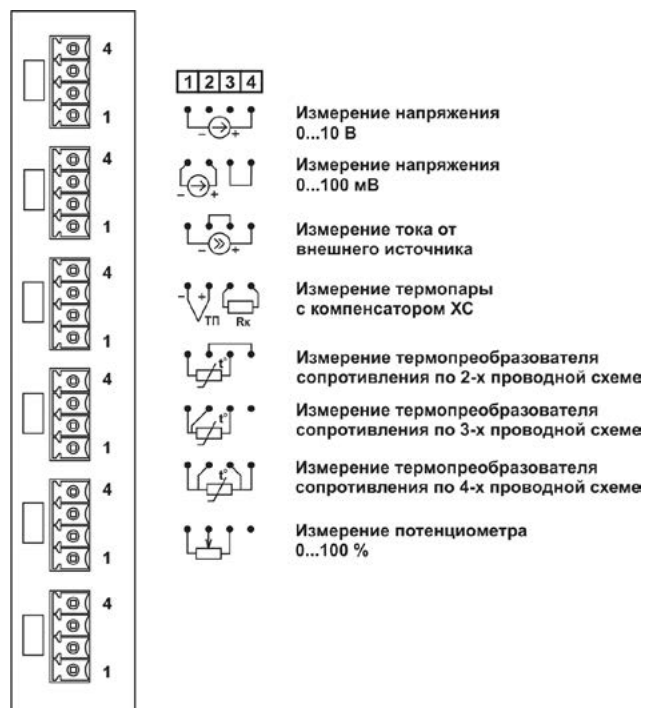 4
1
4
1
4
1
4
1
4
1
4
1
1 2 3 4
- +
Измерение напряжения
0...10 В
- +
Измерение напряжения
0...100 мВ
- +
Измерение тока от
внешнего источника
- +
ТП Rк
Измерение термопары
с компенсатором ХС
t°
Измерение термопреобразователя
сопротивления по 2-х проводной схеме
t°
Измерение термопреобразователя
сопротивления по 3-х проводной схеме
t°
Измерение термопреобразователя
сопротивления по 4-х проводной схеме
Измерение потенциометра
0...100 %